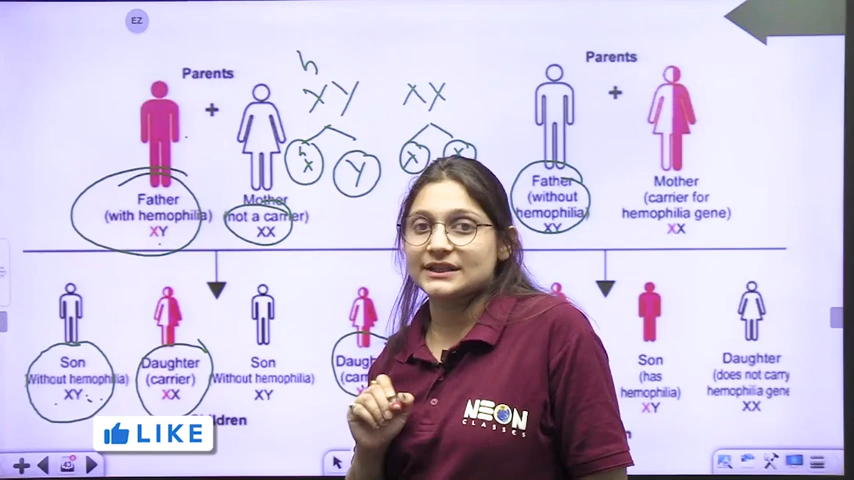 EZ
Parents
Parents
h
XY
XX
h
X
Y
X
X
Father
(with hemophilia)
XY
Mother
(not a carrier)
XX
Father
(without
hemophilia)
XY
Mother
(carrier for
hemophilia gene)
XX
Son
(Without hemophilia)
XY
Daughter
(carrier)
XX
Son
(Without hemophilia)
XY
Son
(has
hemophilia)
XY
Daughter
(does not carry
hemophilia gene
XX
NEON
CLASSES
LIKE
43